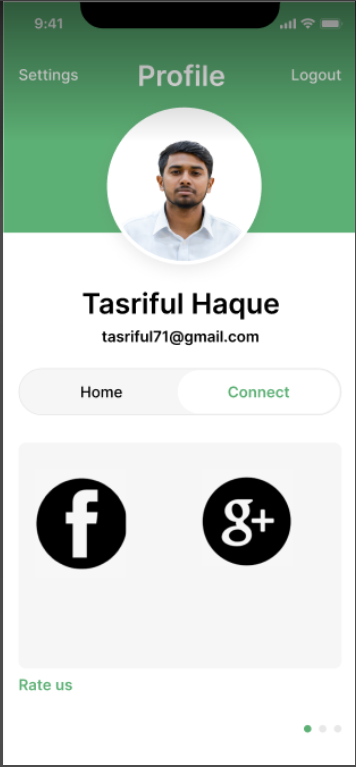 9:41
Settings Profile Logout
Tasriful Haque
tasriful71@gmail.com
Home Connect
f g+
Rate us